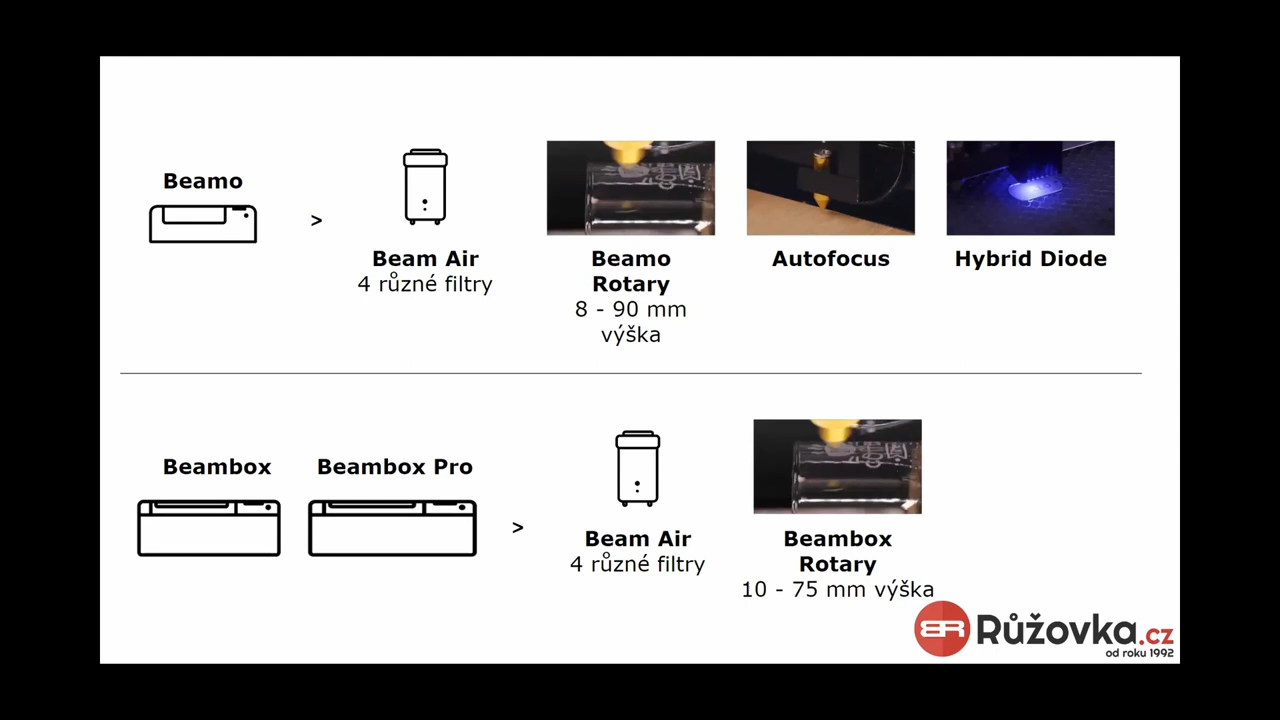 Beamo
>
Beam Air
4 různé filtry
Beamo
Rotary
8 - 90 mm
výška
Autofocus
Hybrid Diode
Beambox
Beambox Pro
>
Beam Air
4 různé filtry
Beambox
Rotary
10 - 75 mm výška
BR Růžovka.cz
od roku 1992